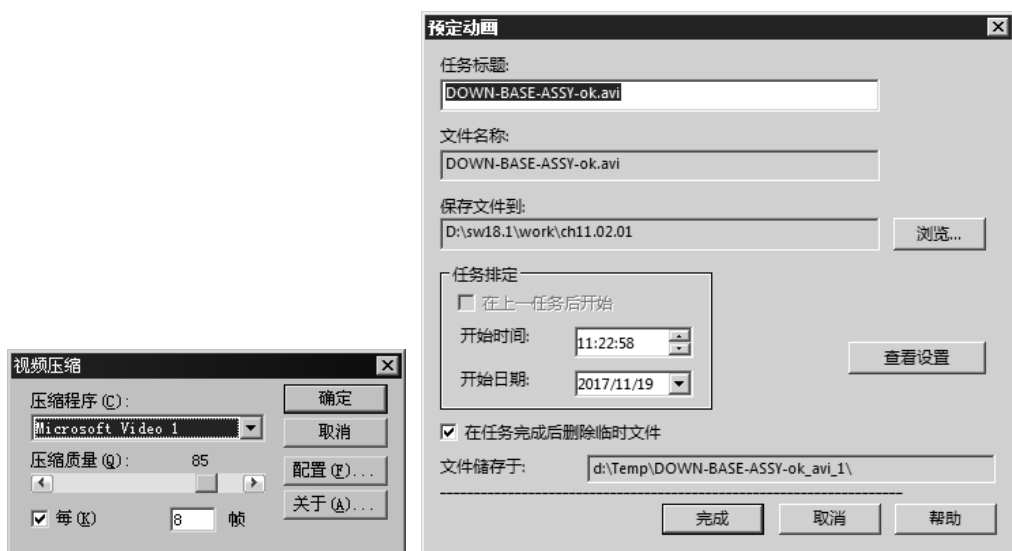 视频压缩
压缩程序(C):
Microsoft Video 1
压缩质量(Q): 85
每(K) 8 帧
确定
取消
配置(F)...
关于(A)...
预定动画
任务标题:
DOWN-BASE-ASSY-ok.avi
文件名称:
DOWN-BASE-ASSY-ok.avi
保存文件到:
D:\sw18.1\work\ch11.02.01 浏览...
任务排定
在上一任务后开始
开始时间: 11:22:58
查看设置
开始日期: 2017/11/19
在任务完成后删除临时文件
文件储存于: d:\Temp\DOWN-BASE-ASSY-ok_avi_1\
完成 取消 帮助